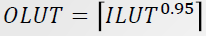 OLUT = ⌈ILUT^0.95⌉